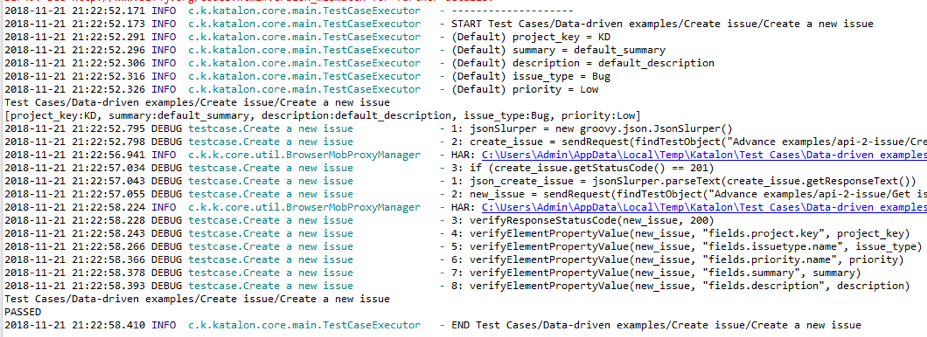 2018-11-21 21:22:52.171 INFO c.k.katalon.core.main.TestCaseExecutor - --------------------
2018-11-21 21:22:52.173 INFO c.k.katalon.core.main.TestCaseExecutor - START Test Cases/Data-driven examples/Create issue/Create a new issue
2018-11-21 21:22:52.291 INFO c.k.katalon.core.main.TestCaseExecutor - (Default) project_key = KD
2018-11-21 21:22:52.296 INFO c.k.katalon.core.main.TestCaseExecutor - (Default) summary = default_summary
2018-11-21 21:22:52.306 INFO c.k.katalon.core.main.TestCaseExecutor - (Default) description = default_description
2018-11-21 21:22:52.316 INFO c.k.katalon.core.main.TestCaseExecutor - (Default) issue_type = Bug
2018-11-21 21:22:52.326 INFO c.k.katalon.core.main.TestCaseExecutor - (Default) priority = Low
Test Cases/Data-driven examples/Create issue/Create a new issue
[project_key:KD, summary:default_summary, description:default_description, issue_type:Bug, priority:Low]
2018-11-21 21:22:52.795 DEBUG testcase.Create a new issue - 1: jsonSlurper = new groovy.json.JsonSlurper()
2018-11-21 21:22:52.798 DEBUG testcase.Create a new issue - 2: create_issue = sendRequest(findTestObject("Advance examples/api-2-issue/Cre
2018-11-21 21:22:56.941 INFO c.k.k.core.util.BrowserMobProxyManager - HAR: C:\Users\Admin\AppData\Local\Temp\Katalon\Test Cases\Data-driven examples
2018-11-21 21:22:57.034 DEBUG testcase.Create a new issue - 3: if (create_issue.getStatusCode() == 201)
2018-11-21 21:22:57.043 DEBUG testcase.Create a new issue - 1: json_create_issue = jsonSlurper.parseText(create_issue.getResponseText())
2018-11-21 21:22:57.055 DEBUG testcase.Create a new issue - 2: new_issue = sendRequest(findTestObject("Advance examples/api-2-issue/Get is
2018-11-21 21:22:58.224 INFO c.k.k.core.util.BrowserMobProxyManager - HAR: C:\Users\Admin\AppData\Local\Temp\Katalon\Test Cases\Data-driven examples
2018-11-21 21:22:58.228 DEBUG testcase.Create a new issue - 3: verifyResponseStatusCode(new_issue, 200)
2018-11-21 21:22:58.243 DEBUG testcase.Create a new issue - 4: verifyElementPropertyValue(new_issue, "fields.project.key", project_key)
2018-11-21 21:22:58.266 DEBUG testcase.Create a new issue - 5: verifyElementPropertyValue(new_issue, "fields.issuetype.name", issue_type)
2018-11-21 21:22:58.366 DEBUG testcase.Create a new issue - 6: verifyElementPropertyValue(new_issue, "fields.priority.name", priority)
2018-11-21 21:22:58.378 DEBUG testcase.Create a new issue - 7: verifyElementPropertyValue(new_issue, "fields.summary", summary)
2018-11-21 21:22:58.393 DEBUG testcase.Create a new issue - 8: verifyElementPropertyValue(new_issue, "fields.description", description)
Test Cases/Data-driven examples/Create issue/Create a new issue
PASSED
2018-11-21 21:22:58.410 INFO c.k.katalon.core.main.TestCaseExecutor - END Test Cases/Data-driven examples/Create issue/Create a new issue